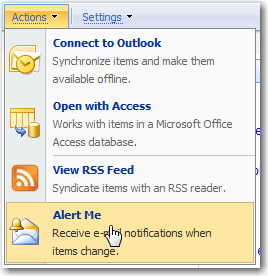 Actions Settings
Connect to Outlook
Synchronize items and make them
available offline.
Open with Access
Works with items in a Microsoft Office
Access database.
View RSS Feed
Syndicate items with an RSS reader.
Alert Me
Receive e-mail notifications when
items change.